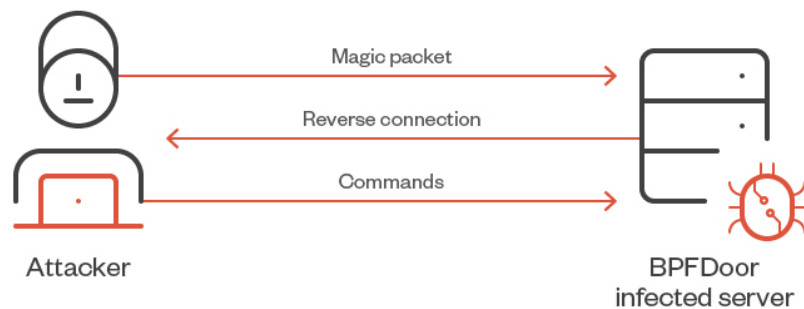 Magic packet
Reverse connection
Commands
Attacker
BPFDoor
infected server